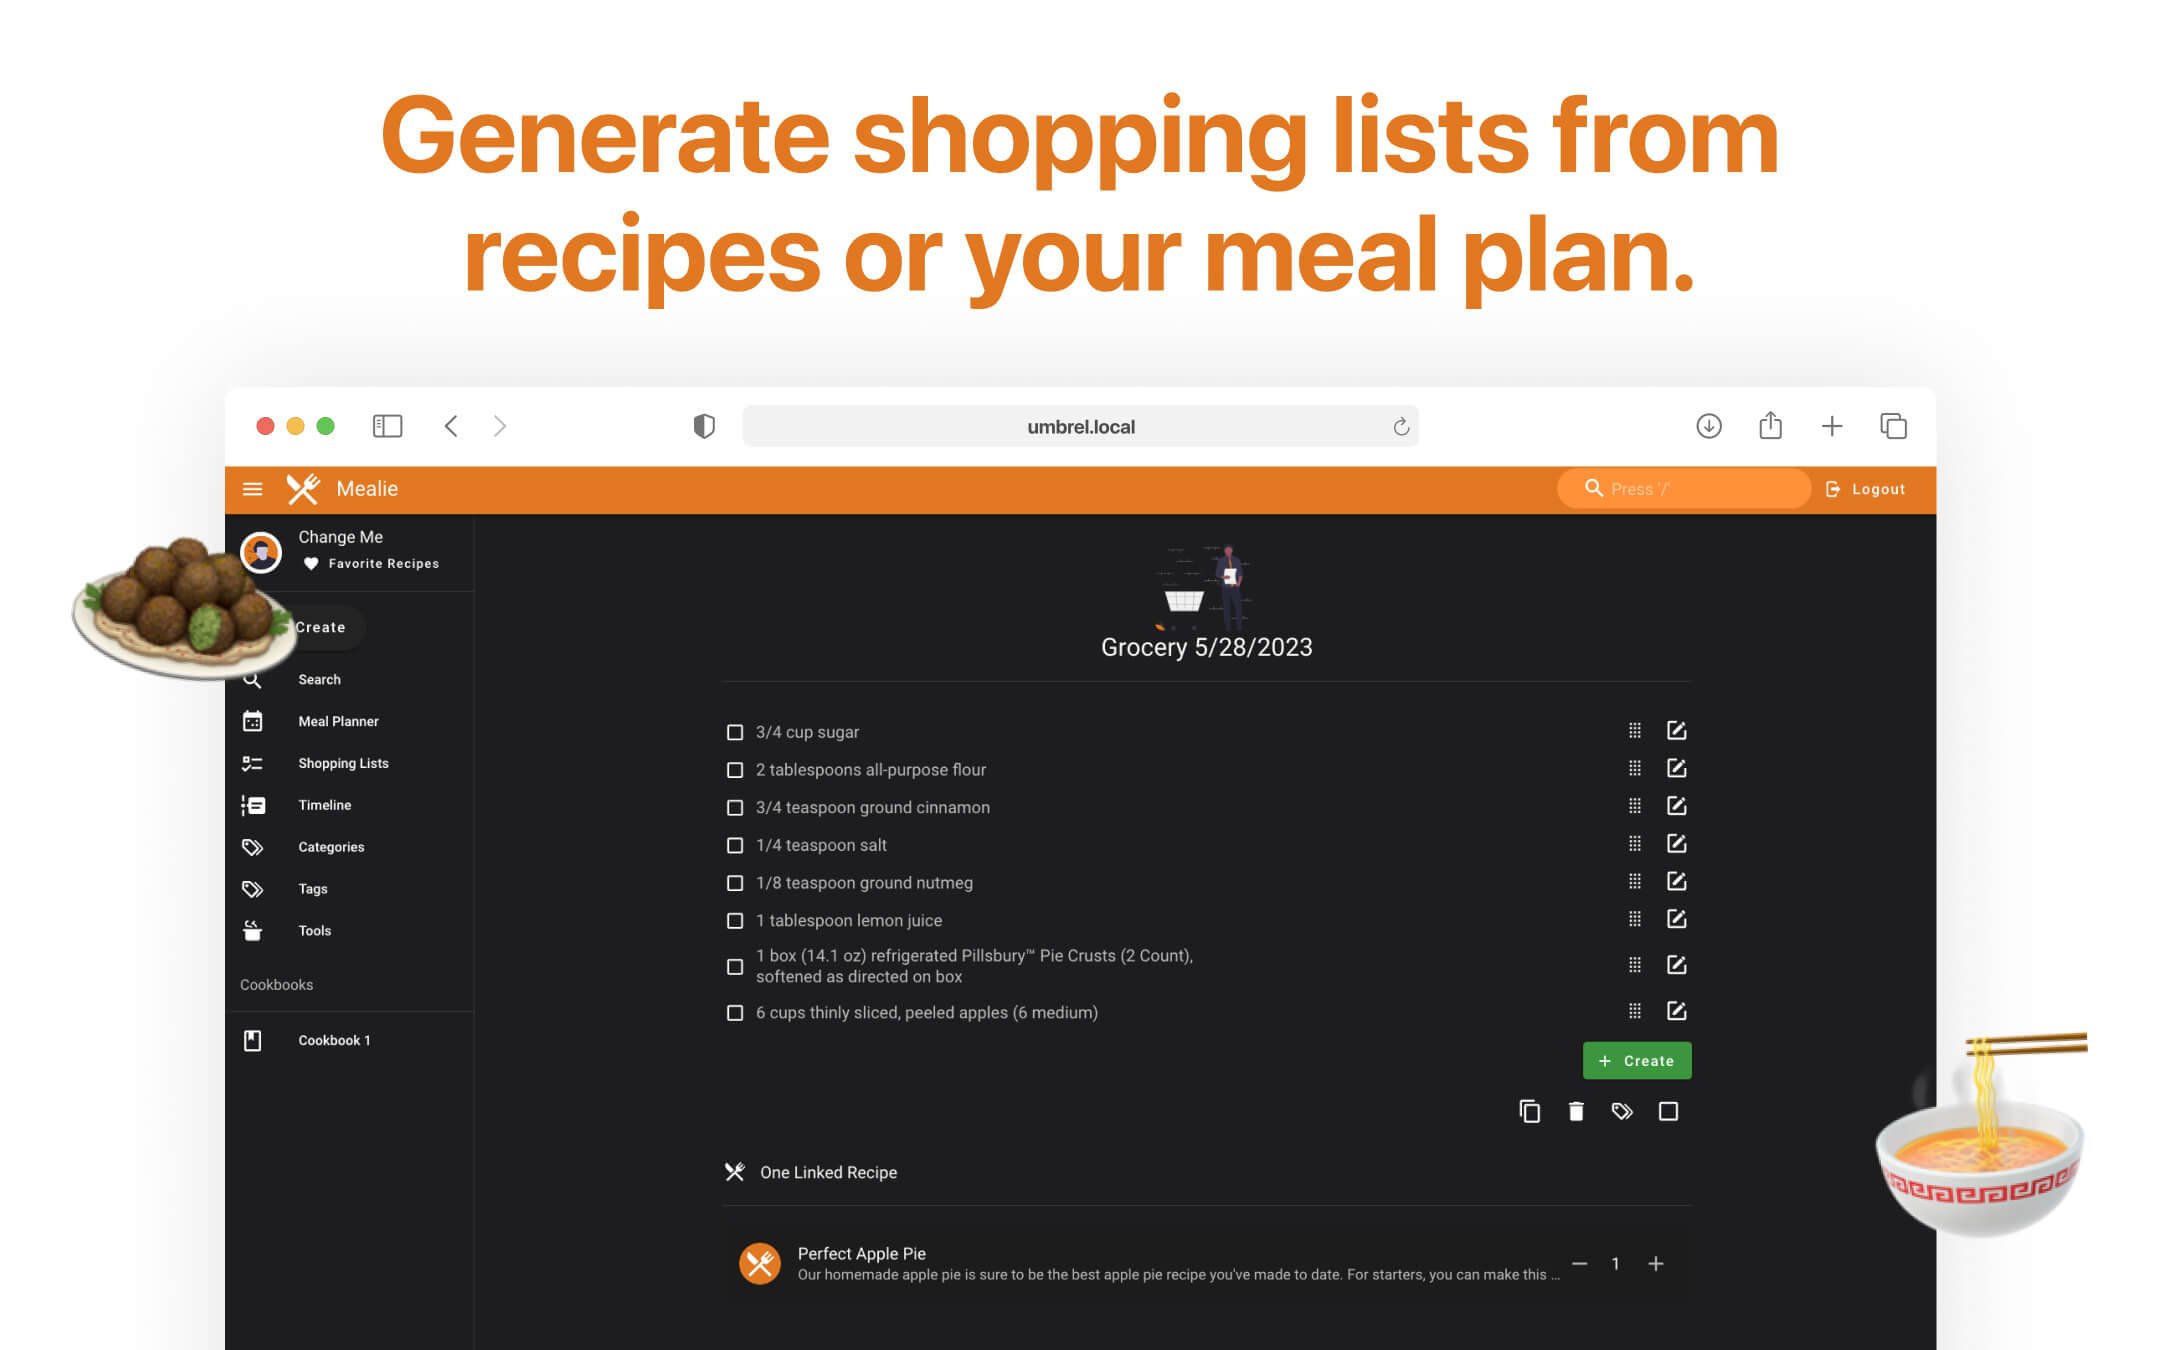 Generate shopping lists from
recipes or your meal plan.
umbrel.local
Mealie
Press '/'
Logout
Change Me
Favorite Recipes
Create
Search
Meal Planner
Shopping Lists
Timeline
Categories
Tags
Tools
Cookbooks
Cookbook 1
Grocery 5/28/2023
3/4 cup sugar
2 tablespoons all-purpose flour
3/4 teaspoon ground cinnamon
1/4 teaspoon salt
1/8 teaspoon ground nutmeg
1 tablespoon lemon juice
1 box (14.1 oz) refrigerated Pillsbury™ Pie Crusts (2 Count),
softened as directed on box
6 cups thinly sliced, peeled apples (6 medium)
+ Create
One Linked Recipe
Perfect Apple Pie
Our homemade apple pie is sure to be the best apple pie recipe you've made to date. For starters, you can make this ...
1